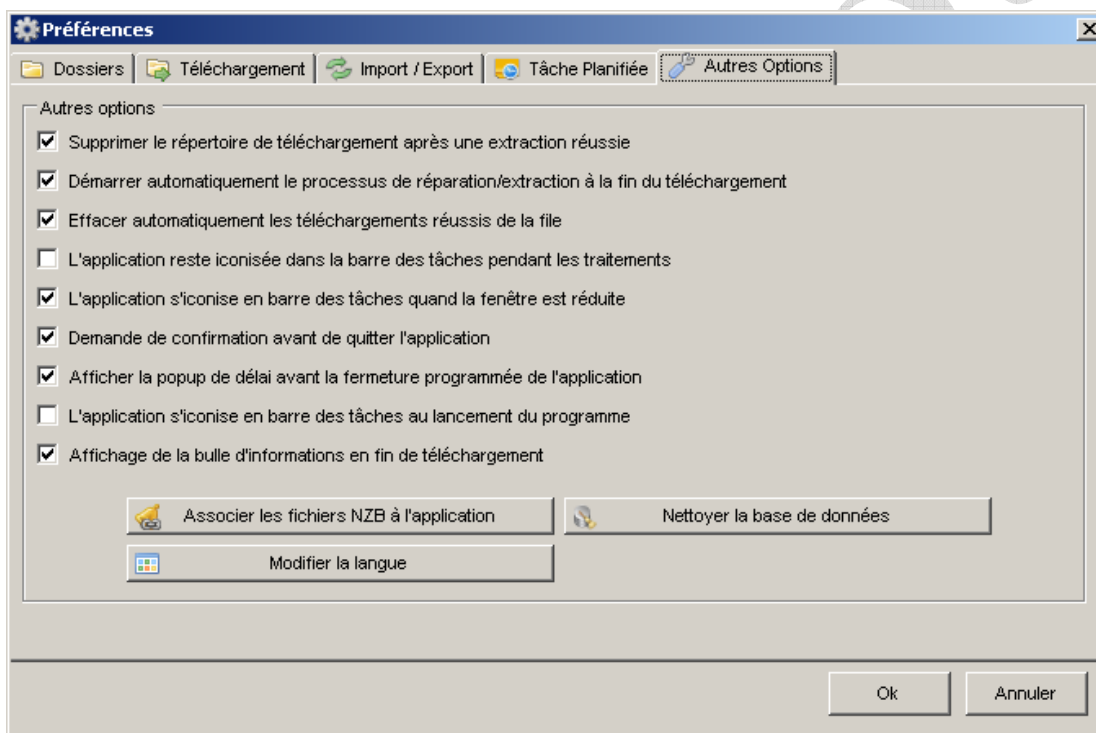 Préférences
Dossiers Téléchargement Import / Export Tâche Planifiée Autres Options
Autres options
Supprimer le répertoire de téléchargement après une extraction réussie
Démarrer automatiquement le processus de réparation/extraction à la fin du téléchargement
Effacer automatiquement les téléchargements réussis de la file
L'application reste iconisée dans la barre des tâches pendant les traitements
L'application s'iconise en barre des tâches quand la fenêtre est réduite
Demande de confirmation avant de quitter l'application
Afficher la popup de délai avant la fermeture programmée de l'application
L'application s'iconise en barre des tâches au lancement du programme
Affichage de la bulle d'informations en fin de téléchargement
Associer les fichiers NZB à l'application Nettoyer la base de données
Modifier la langue
Ok Annuler